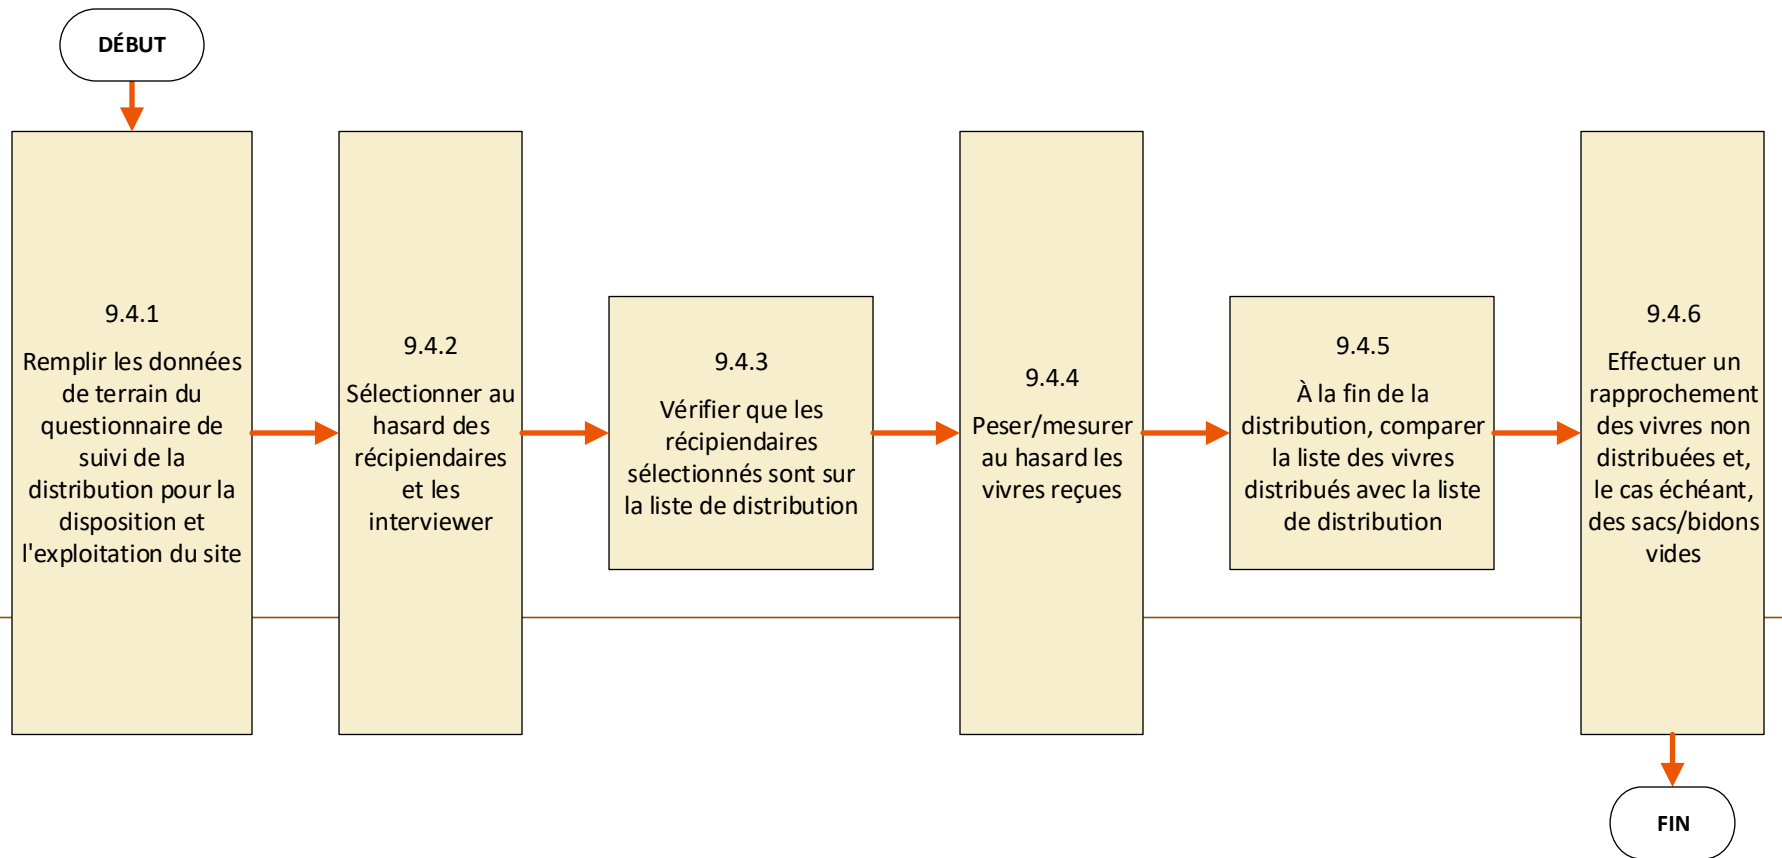 DÉBUT
9.4.1
Remplir les données
de terrain du
questionnaire de
suivi de la
distribution pour la
disposition et
l'exploitation du site
9.4.2
Sélectionner au
hasard des
récipiendaires
et les
interviewer
9.4.3
Vérifier que les
récipiendaires
sélectionnés sont sur
la liste de distribution
9.4.4
Peser/mesurer
au hasard les
vivres reçues
9.4.5
À la fin de la
distribution, comparer
la liste des vivres
distribués avec la liste
de distribution
9.4.6
Effectuer un
rapprochement
des vivres non
distribuées et,
le cas échéant,
des sacs/bidons
vides
FIN